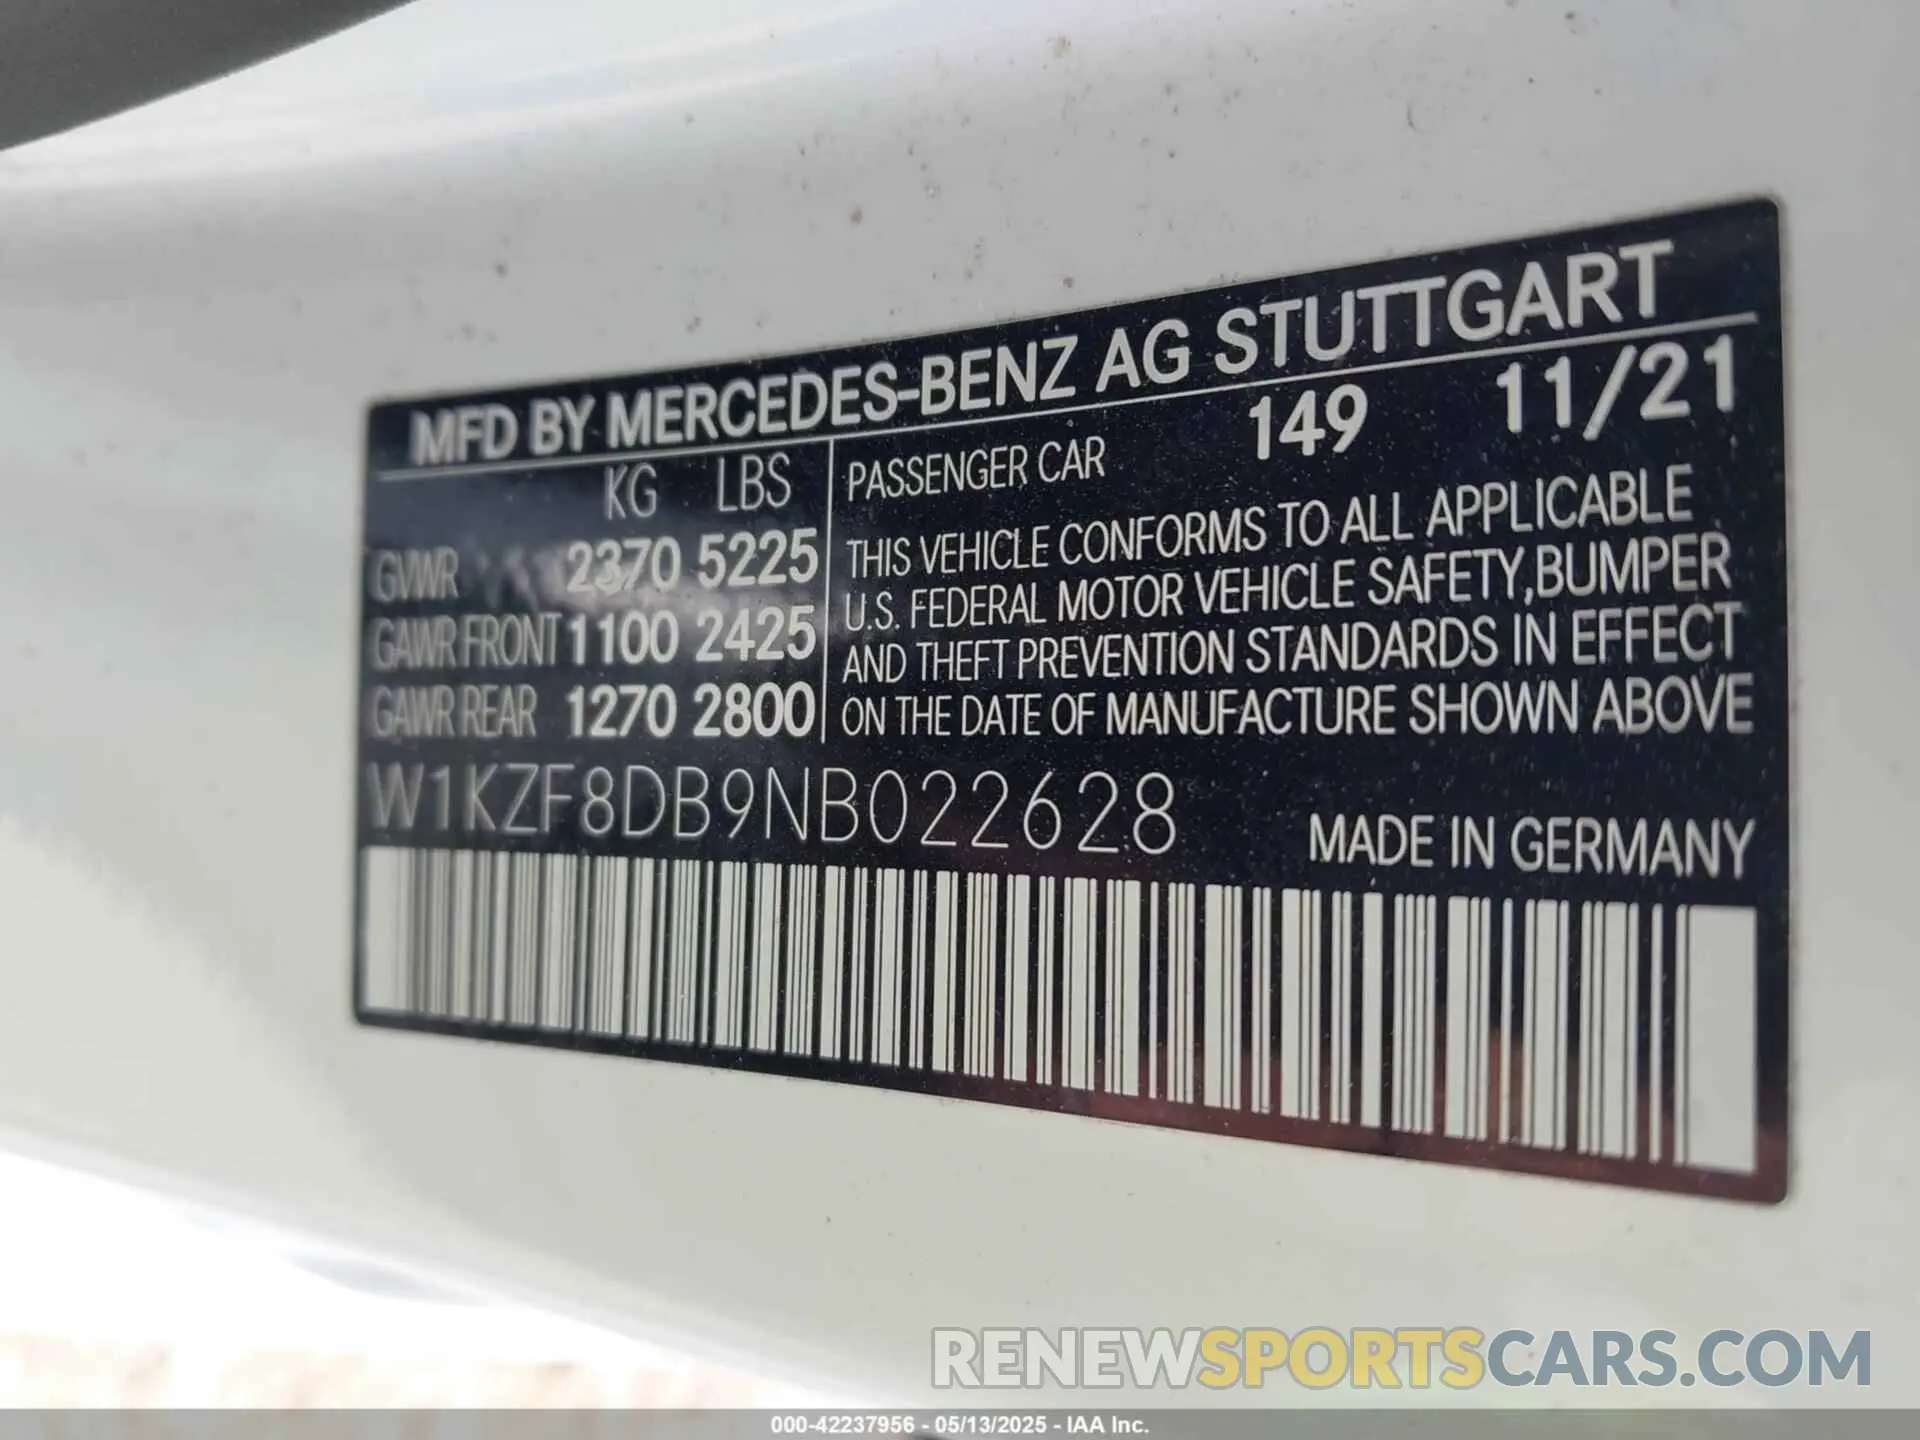 MFD BY MERCEDES-BENZ AG STUTTGART
KG LBS
GVWR 2370 5225
GAWR FRONT 1100 2425
GAWR REAR 1270 2800
PASSENGER CAR 149 11/21
THIS VEHICLE CONFORMS TO ALL APPLICABLE
U.S. FEDERAL MOTOR VEHICLE SAFETY, BUMPER
AND THEFT PREVENTION STANDARDS IN EFFECT
ON THE DATE OF MANUFACTURE SHOWN ABOVE
W1KZF8DB9NB022628
MADE IN GERMANY
RENEWSPORTSCARS.COM
000-42237956 - 05/13/2025 - IAA Inc.